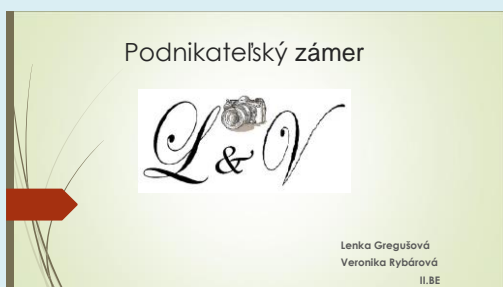 Podnikateľský zámer
L & V
Lenka Gregušová
Veronika Rybárová
II.BE